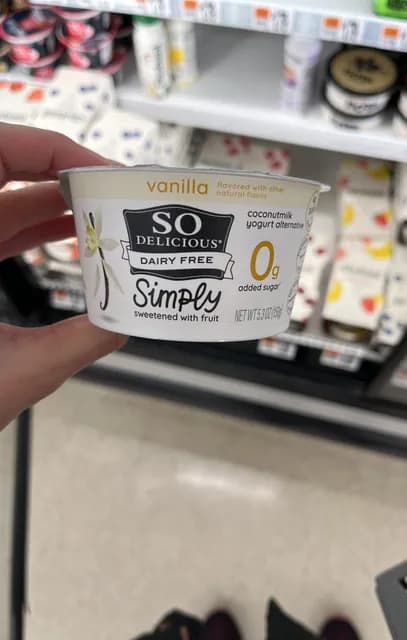 vanilla
flavored with other
natural flavors
SO
DELICIOUS®
DAIRY FREE
Simply
sweetened with fruit
coconutmilk
yogurt alternative
0g
added sugar
NET WT 5.3 OZ (150g)